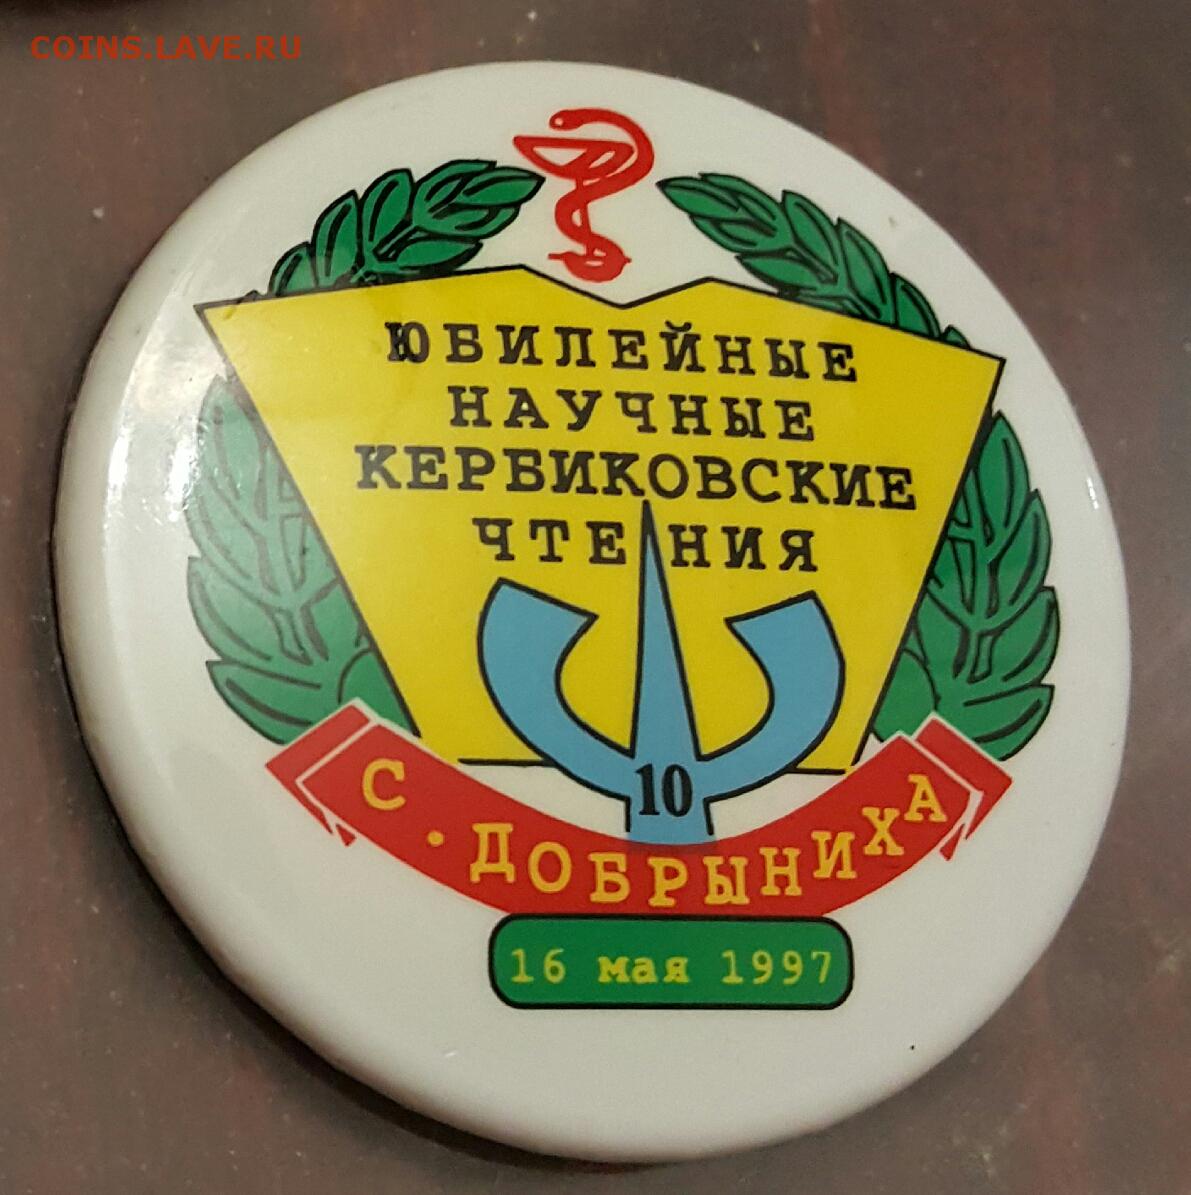 COINS.LAVE.RU
ЮБИЛЕЙНЫЕ
НАУЧНЫЕ
КЕРБИКОВСКИЕ
ЧТЕНИЯ
10
С. ДОБРЫНИХА
16 мая 1997